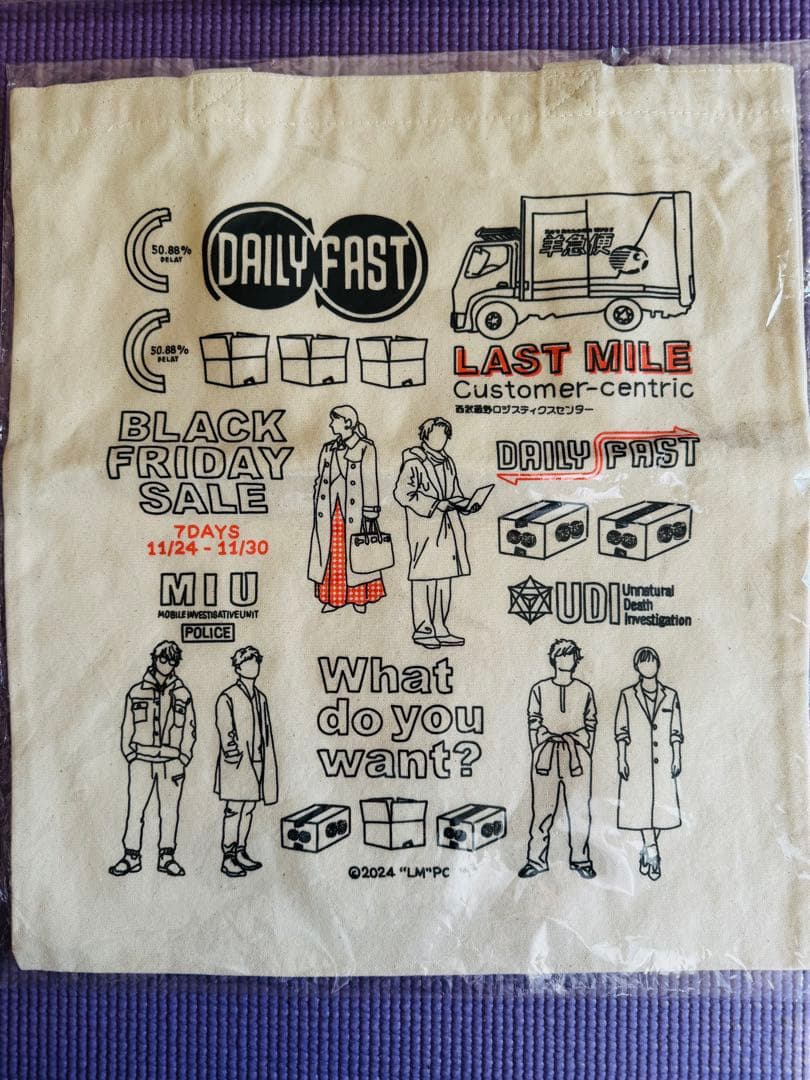 50.88%
DELAY
DAILY FAST
羊急便
50.88%
DELAY
LAST MILE
Customer-centric
西武蔵野ロジスティクスセンター
BLACK
FRIDAY
SALE
7DAYS
11/24 - 11/30
DAILY FAST
MIU
MOBILE INVESTIGATIVE UNIT
POLICE
UDI
Unnatural
Death
Investigation
What
do you
want?
©2024 "LM"PC